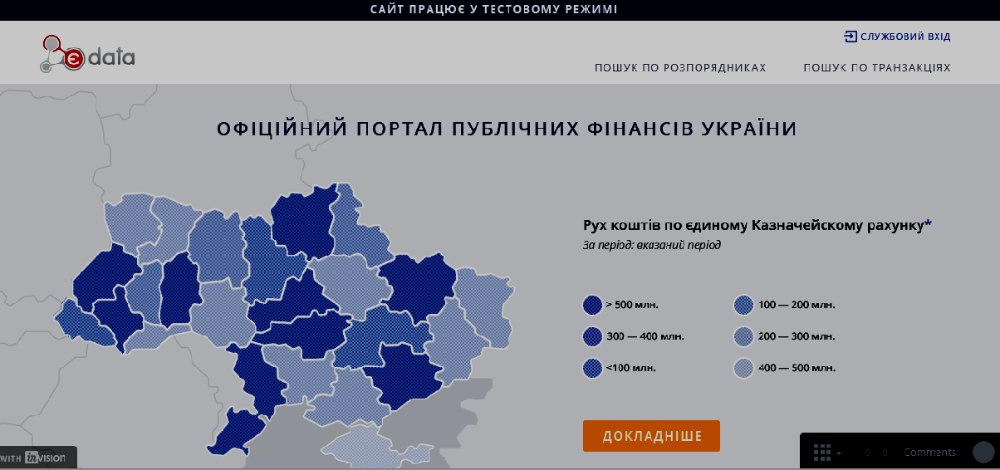 САЙТ ПРАЦЮЄ У ТЕСТОВОМУ РЕЖИМІ
СЛУЖБОВИЙ ВХІД
єdata
ПОШУК ПО РОЗПОРЯДНИКАХ ПОШУК ПО ТРАНЗАКЦІЯХ
ОФІЦІЙНИЙ ПОРТАЛ ПУБЛІЧНИХ ФІНАНСІВ УКРАЇНИ
Рух коштів по єдиному Казначейскому рахунку*
За період: вказаний період
> 500 млн. 100 — 200 млн.
300 — 400 млн. 200 — 300 млн.
<100 млн. 400 — 500 млн.
ДОКЛАДНІШЕ
WITH inVISION
0 0 Comments